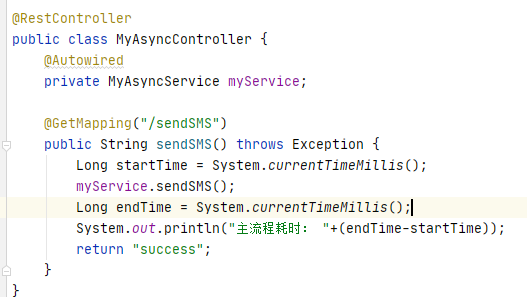 @RestController
public class MyAsyncController {
@Autowired
private MyAsyncService myService;
@GetMapping("/sendSMS")
public String sendSMS() throws Exception {
Long startTime = System.currentTimeMillis();
myService.sendSMS();
Long endTime = System.currentTimeMillis();
System.out.println("主流程耗时： "+(endTime-startTime));
return "success";
}
}